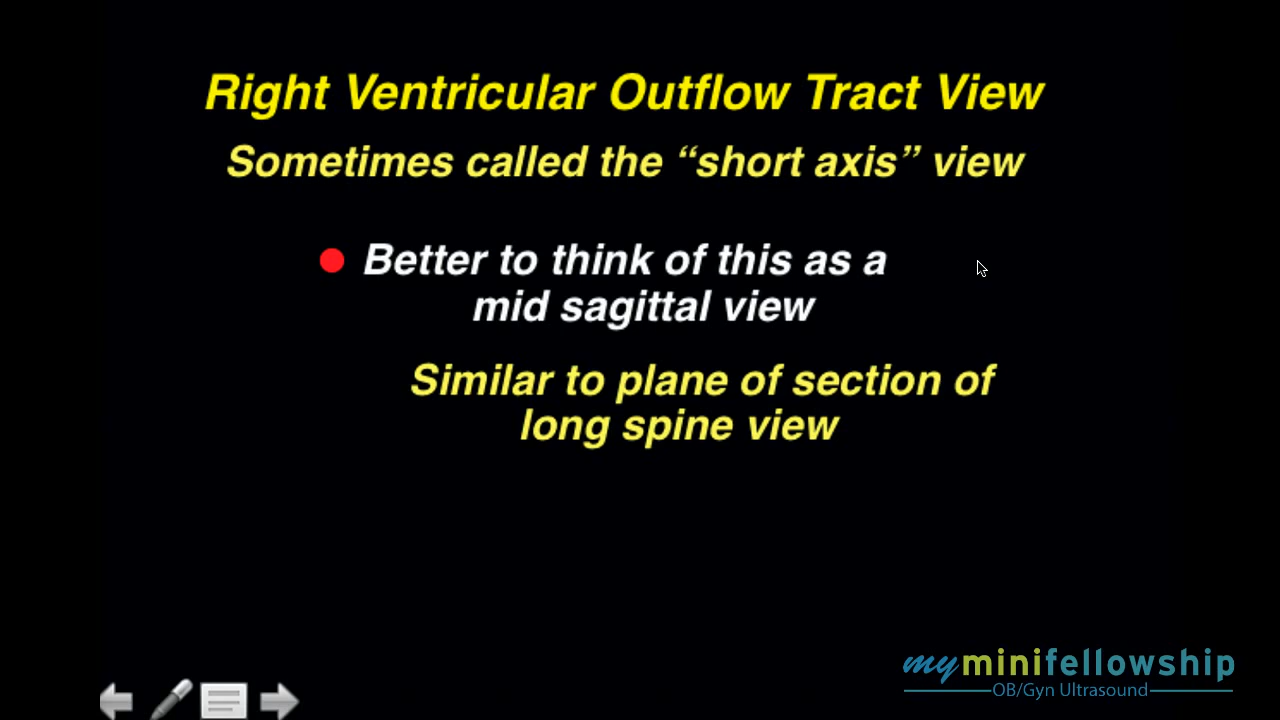 Right Ventricular Outflow Tract View
Sometimes called the “short axis” view
Better to think of this as a
mid sagittal view
Similar to plane of section of
long spine view
myminifellowship
OB/Gyn Ultrasound